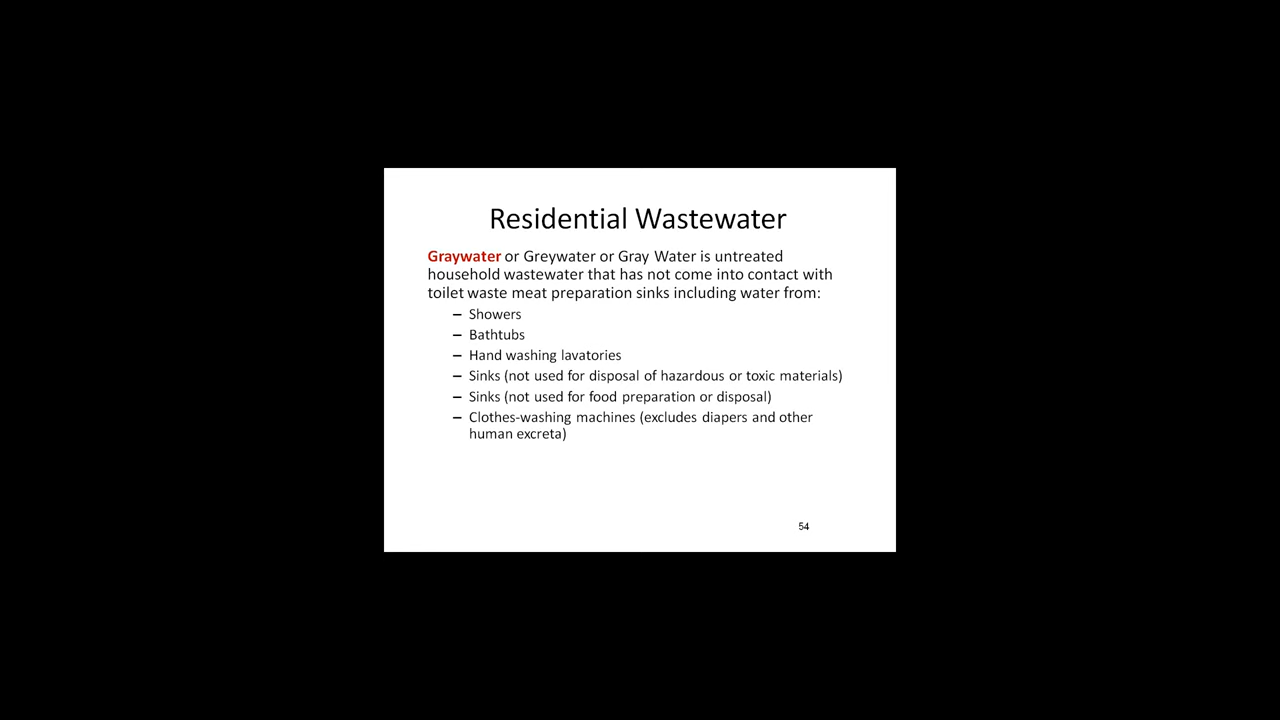 Residential Wastewater
Graywater or Greywater or Gray Water is untreated
household wastewater that has not come into contact with
toilet waste meat preparation sinks including water from:
– Showers
– Bathtubs
– Hand washing lavatories
– Sinks (not used for disposal of hazardous or toxic materials)
– Sinks (not used for food preparation or disposal)
– Clothes-washing machines (excludes diapers and other
human excreta)
54